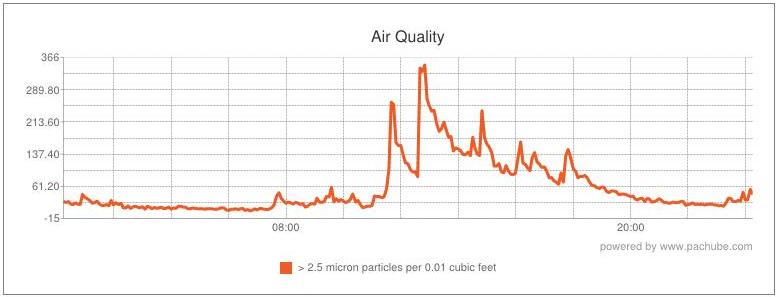 Air Quality
366
289.80
213.60
137.40
61.20
-15
08:00 20:00
powered by www.pachube.com
> 2.5 micron particles per 0.01 cubic feet